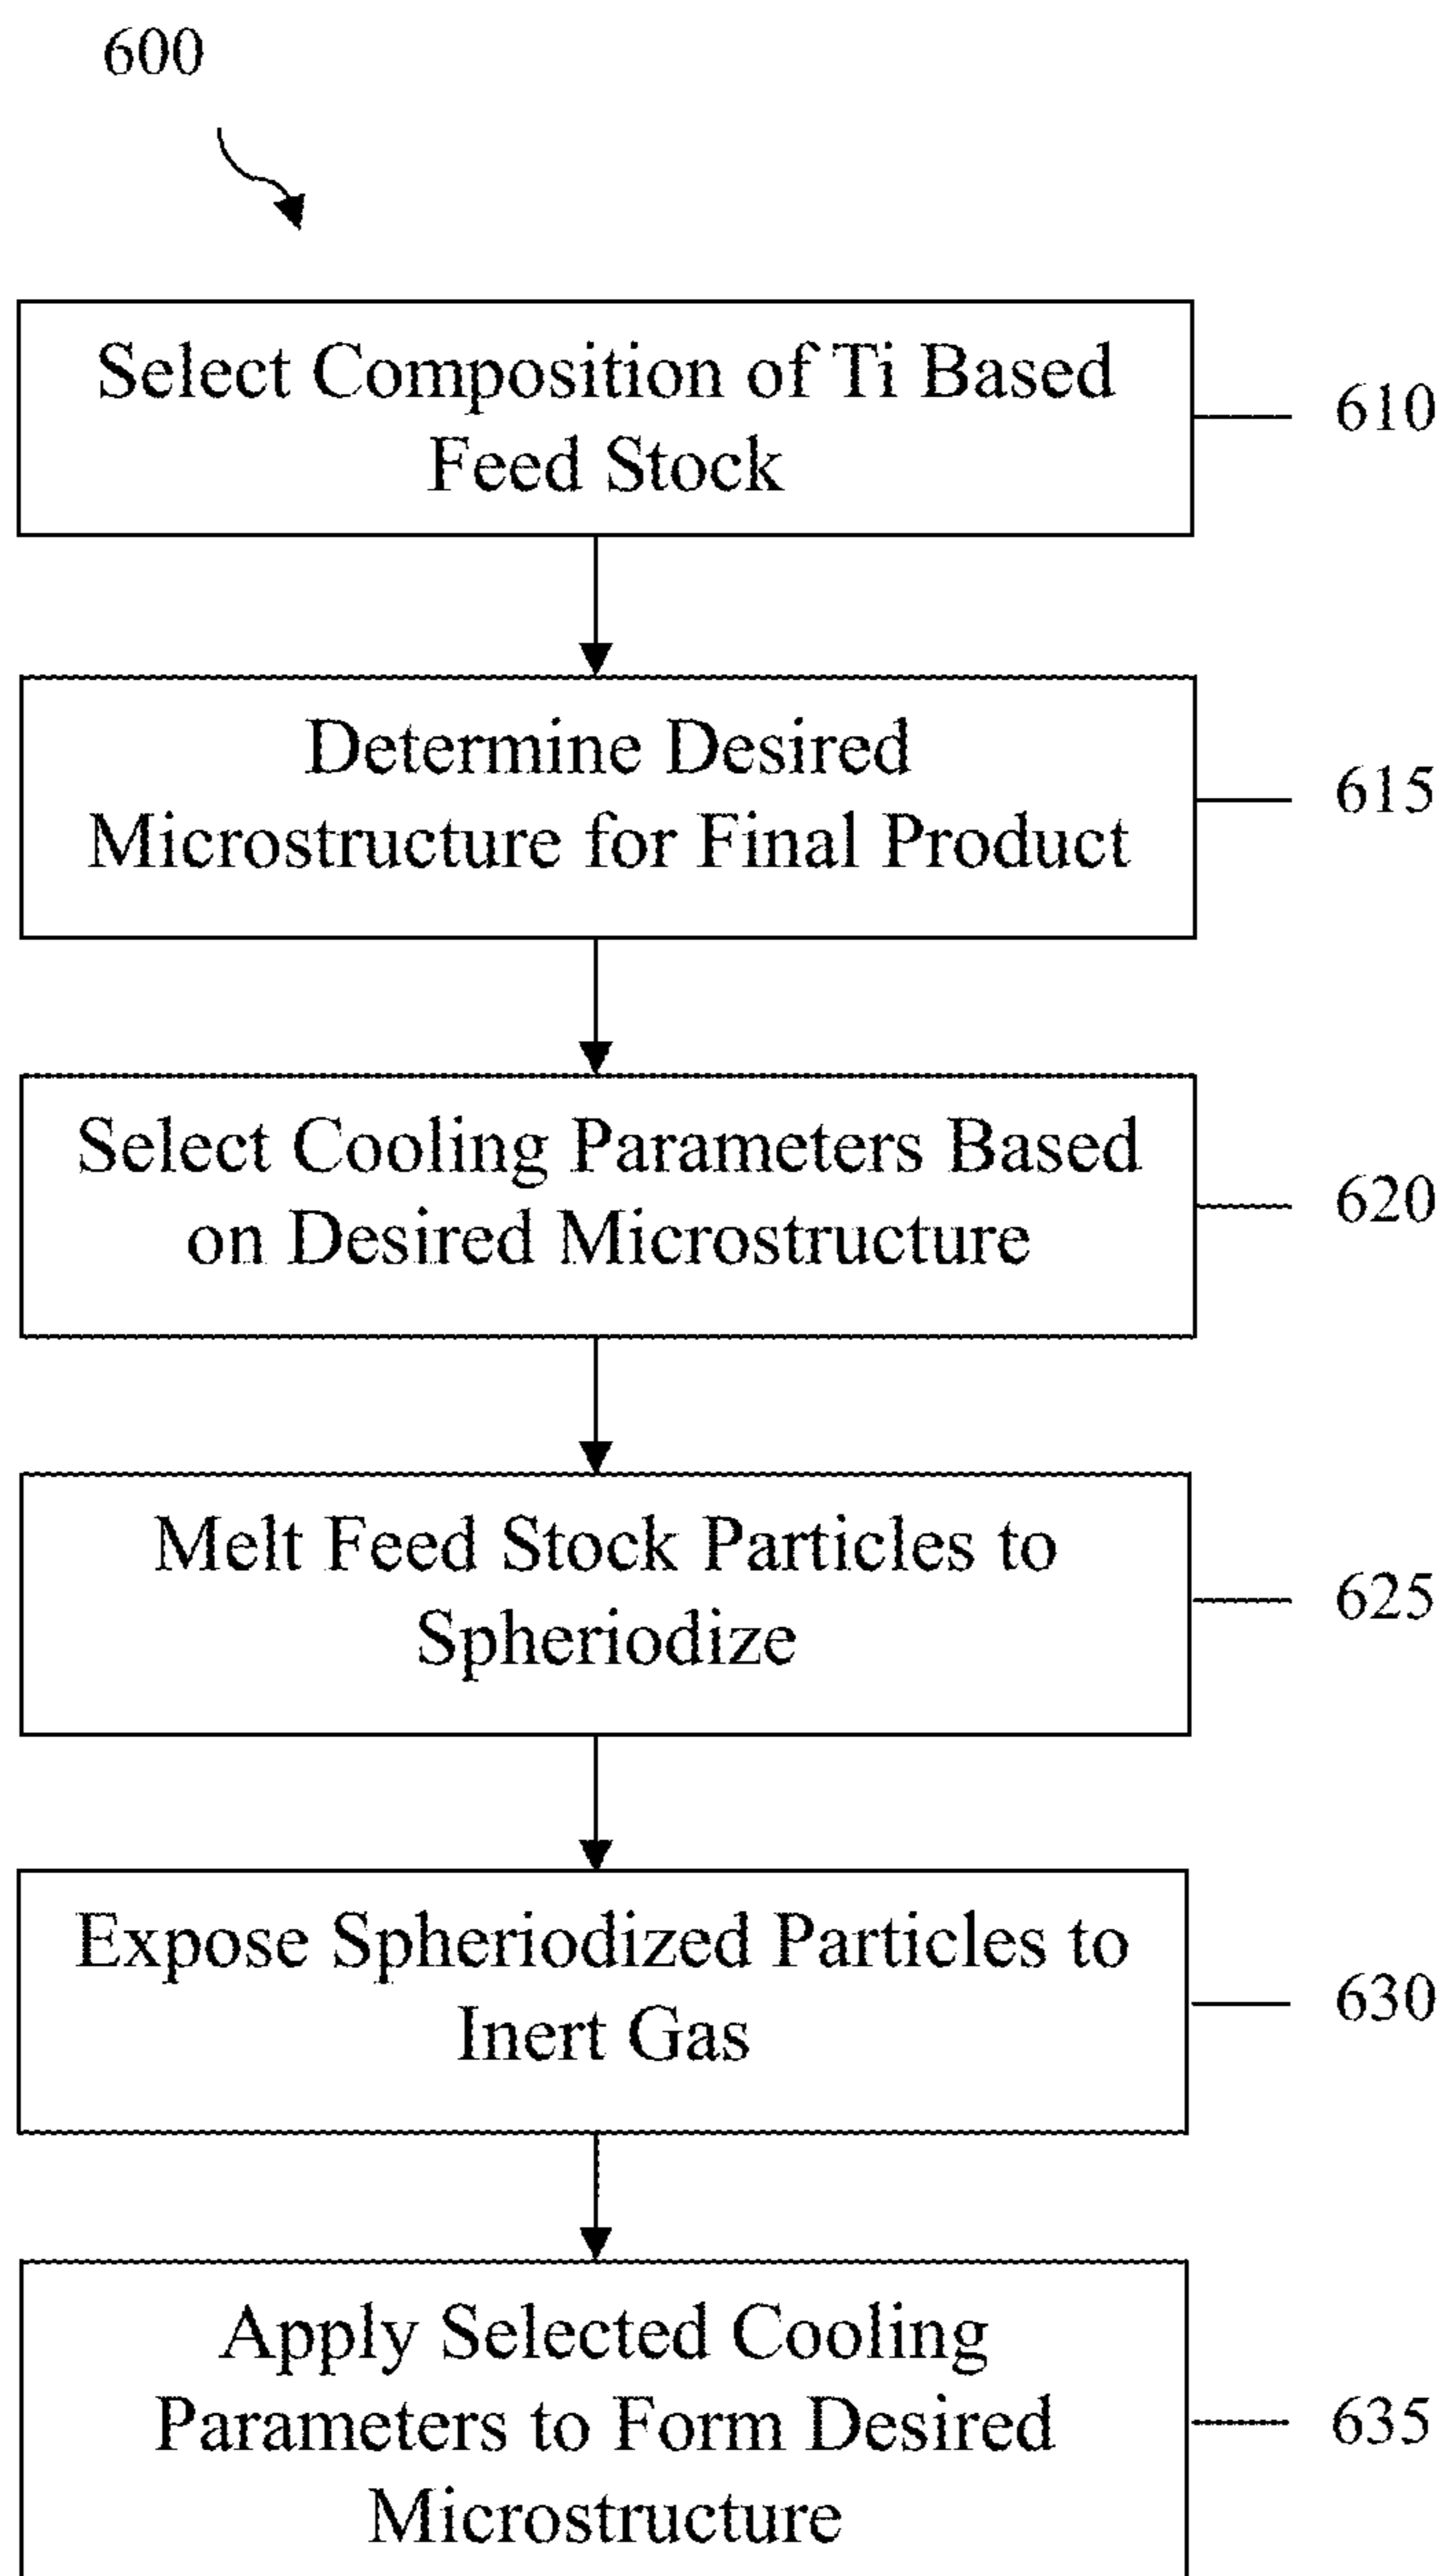 600
Select Composition of Ti Based
Feed Stock
610
Determine Desired
Microstructure for Final Product
615
Select Cooling Parameters Based
on Desired Microstructure
620
Melt Feed Stock Particles to
Spheriodize
625
Expose Spheriodized Particles to
Inert Gas
630
Apply Selected Cooling
Parameters to Form Desired
Microstructure
635